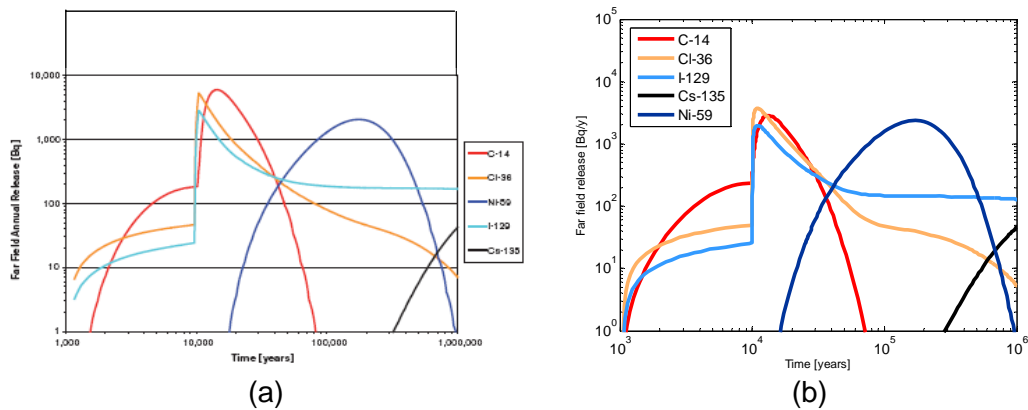 10,000
1,000
100
10
1
Far Field Annual Release [Bq]
1,000
10,000
100,000
1,000,000
Time [years]
C-14
Cl-36
Ni-59
I-129
Cs-135
(a)
10^5
10^4
10^3
10^2
10^1
10^0
Far field release [Bq/y]
C-14
Cl-36
I-129
Cs-135
Ni-59
10^3
10^4
10^5
10^6
Time [years]
(b)